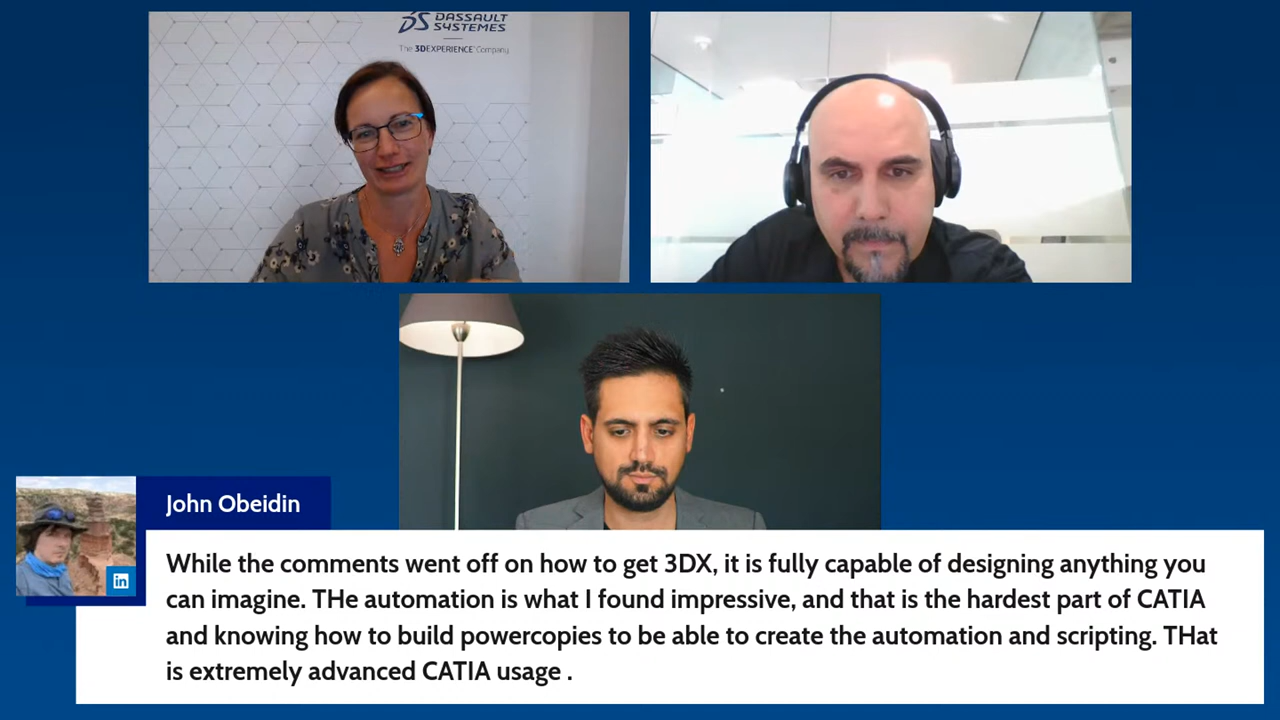 DASSAULT
SYSTEMES
The 3DEXPERIENCE Company
John Obeidin
in
While the comments went off on how to get 3DX, it is fully capable of designing anything you
can imagine. THe automation is what I found impressive, and that is the hardest part of CATIA
and knowing how to build powercopies to be able to create the automation and scripting. THat
is extremely advanced CATIA usage .